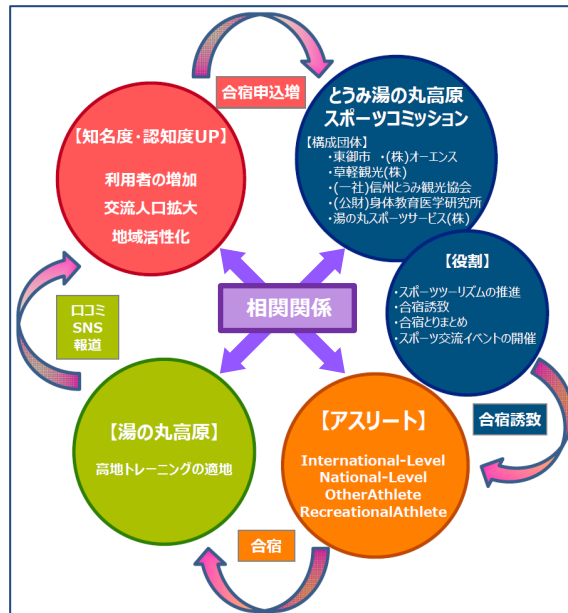 合宿申込増
【知名度・認知度UP】
利用者の増加
交流人口拡大
地域活性化
とうみ湯の丸高原
スポーツコミッション
【構成団体】
・東御市 ・(株)オーエンス
・草軽観光(株)
・(一社)信州とうみ観光協会
・(公財)身体教育医学研究所
・湯の丸スポーツサービス(株)
【役割】
・スポーツツーリズムの推進
・合宿誘致
・合宿とりまとめ
・スポーツ交流イベントの開催
相関関係
口コミ
SNS
報道
合宿誘致
【湯の丸高原】
高地トレーニングの適地
【アスリート】
International-Level
National-Level
OtherAthlete
RecreationalAthlete
合宿